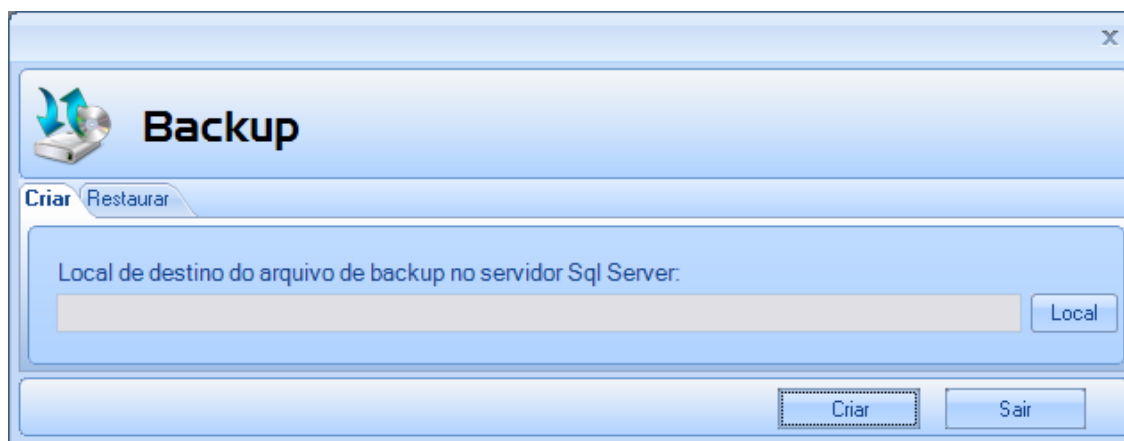 Backup
Criar Restaurar
Local de destino do arquivo de backup no servidor Sql Server:
Local
Criar Sair